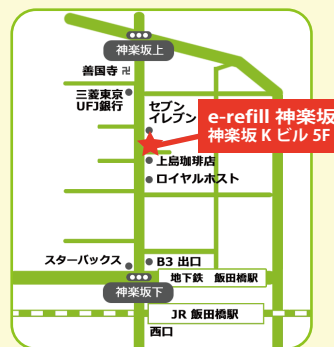 神楽坂上
善国寺 卍
三菱東京
UFJ銀行
セブン
イレブン
e-refill 神楽坂
神楽坂 K ビル 5F
上島珈琲店
ロイヤルホスト
スターバックス
B3 出口
地下鉄 飯田橋駅
神楽坂下
JR 飯田橋駅
西口